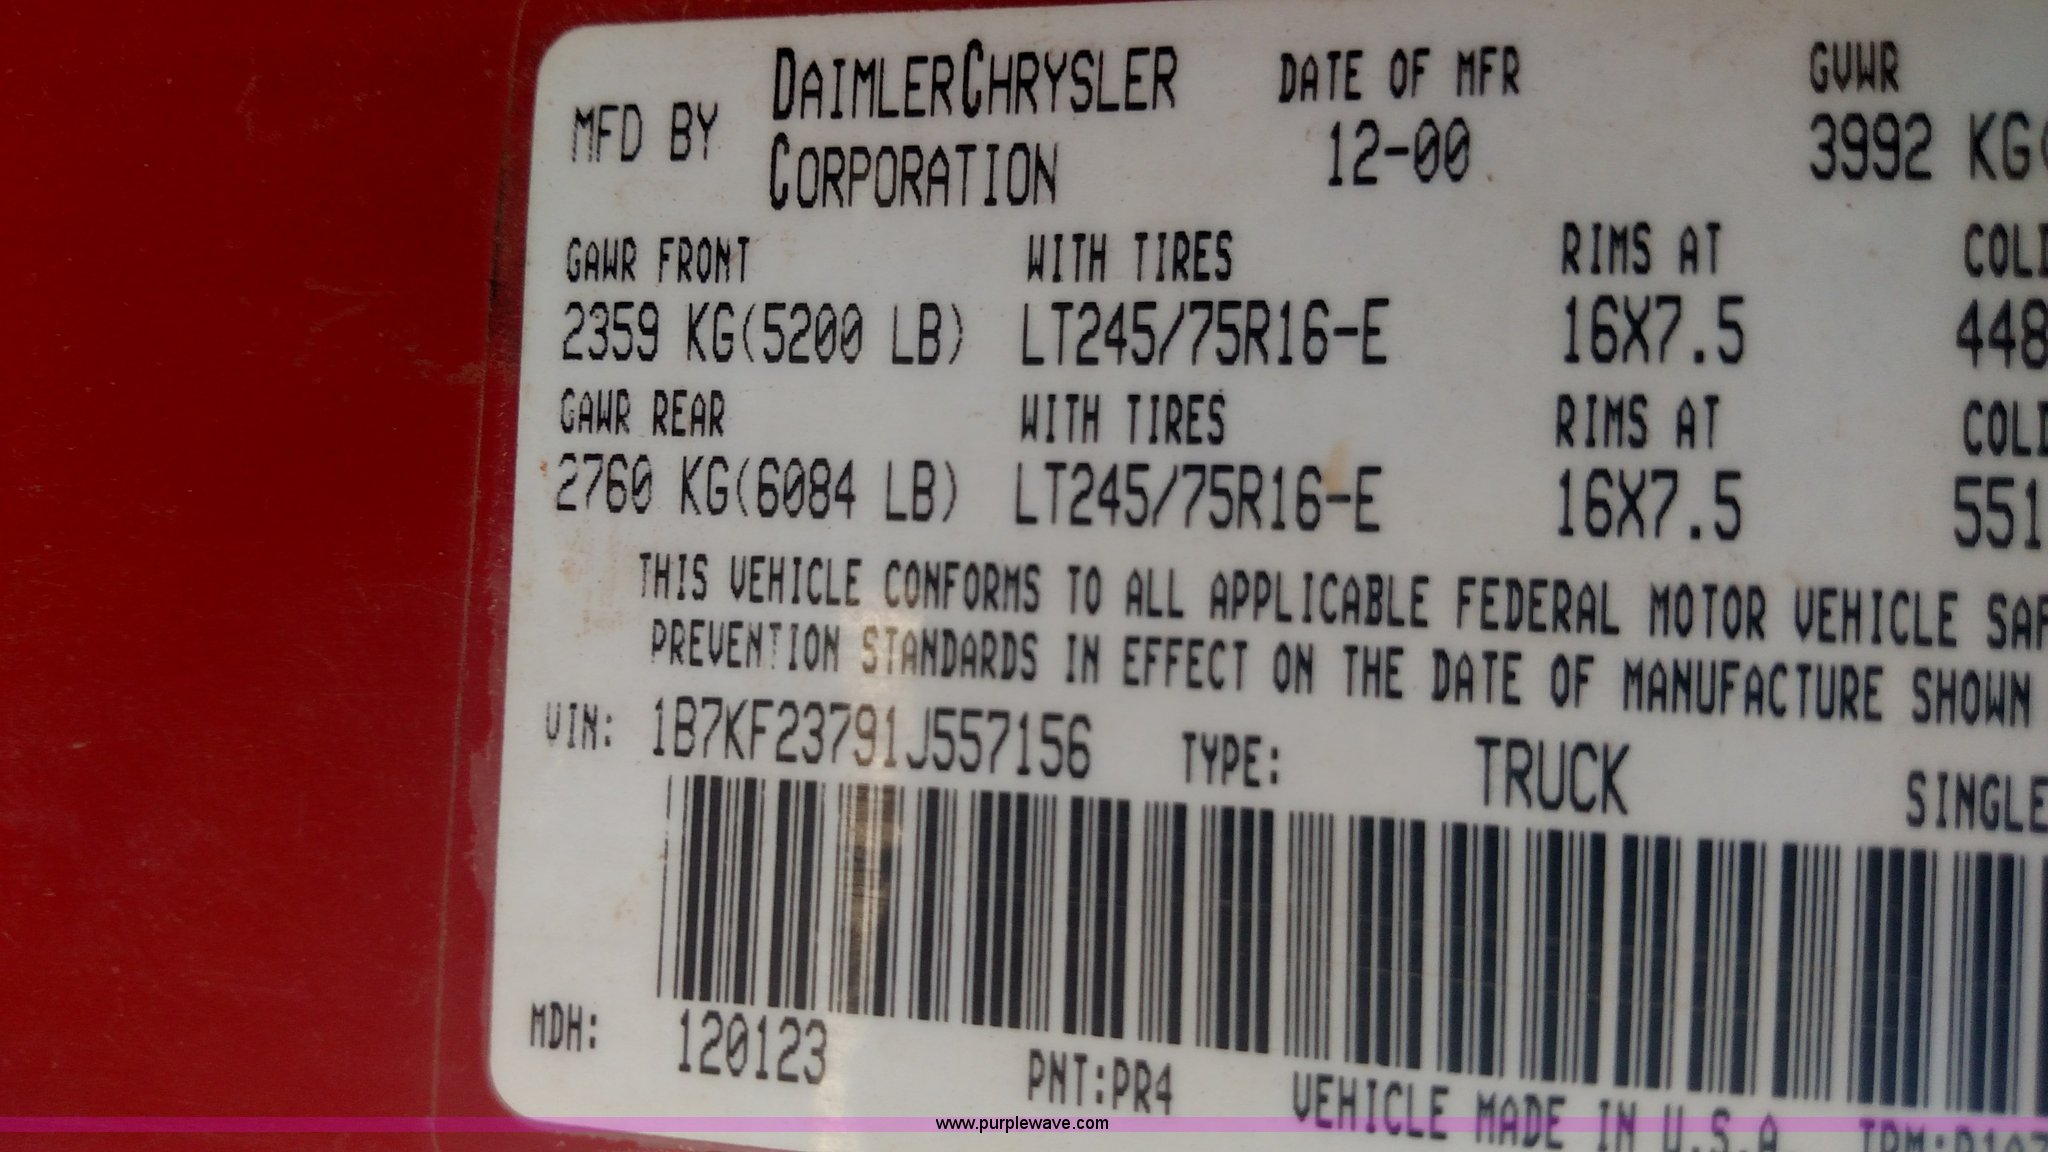 MFD BY DAIMLERCHRYSLER CORPORATION DATE OF MFR GVWR
12-00 3992 KG(
GAWR FRONT WITH TIRES RIMS AT COLD
2359 KG(5200 LB) LT245/75R16-E 16X7.5 448
GAWR REAR WITH TIRES RIMS AT COLD
2760 KG(6084 LB) LT245/75R16-E 16X7.5 551
THIS VEHICLE CONFORMS TO ALL APPLICABLE FEDERAL MOTOR VEHICLE SAF
PREVENTION STANDARDS IN EFFECT ON THE DATE OF MANUFACTURE SHOWN
VIN: 1B7KF23791J557156 TYPE: TRUCK SINGLE
MDH: 120123 PNT:PR4 VEHICLE MADE IN U.S.A
www.purplewave.com